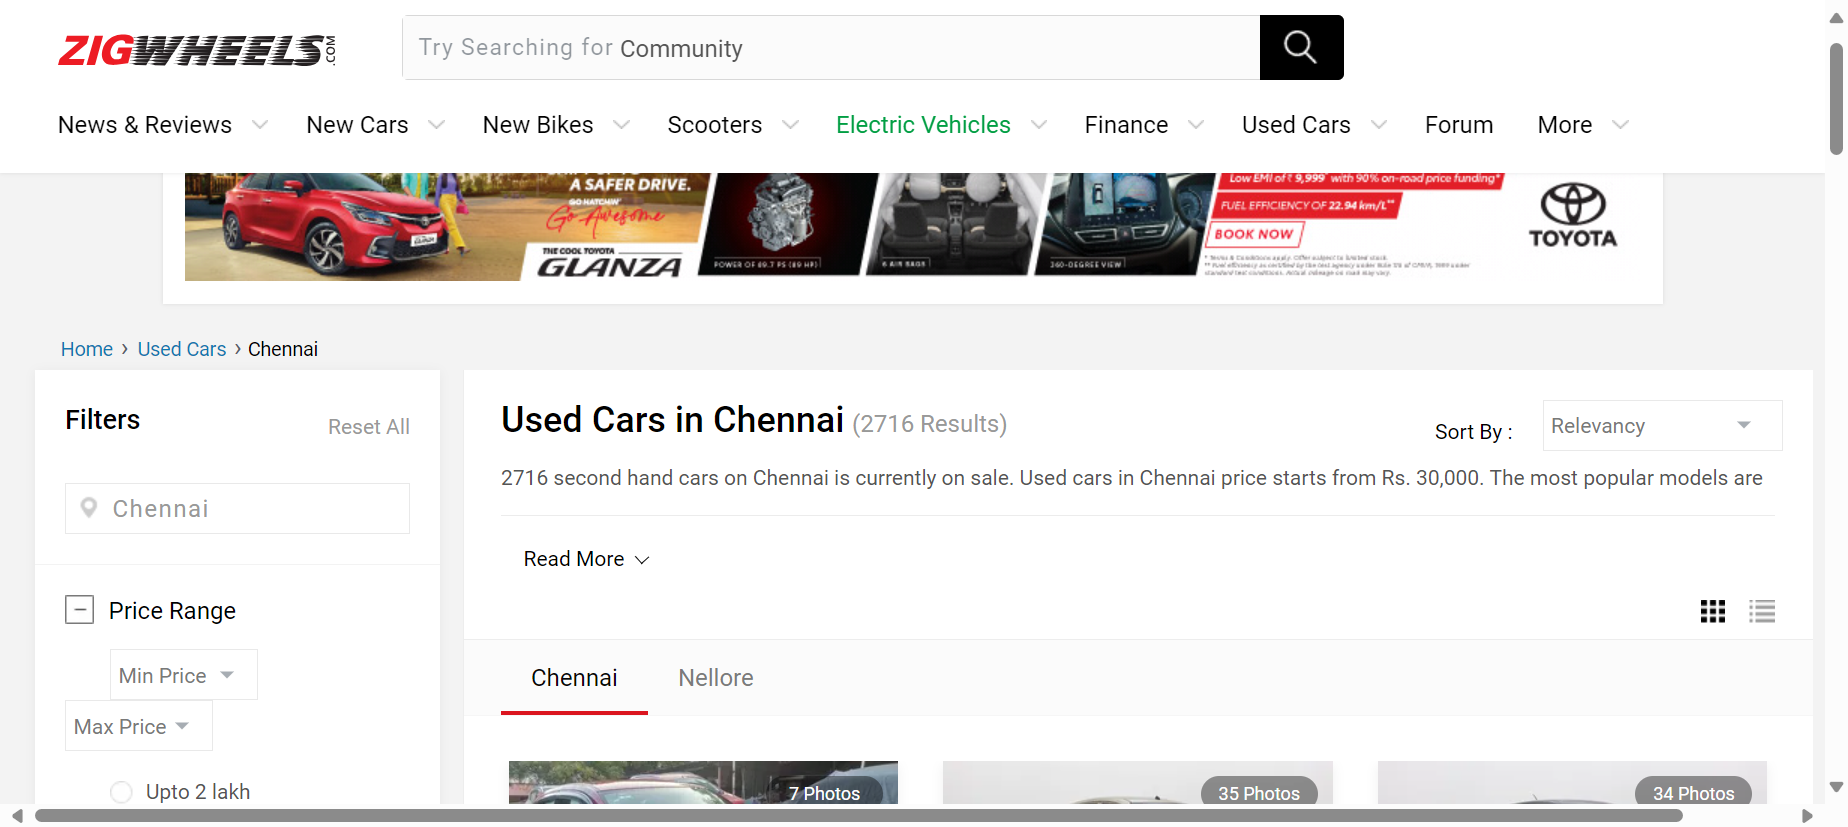 ZIGWHEELS.COM
Try Searching for Community
News & Reviews
New Cars
New Bikes
Scooters
Electric Vehicles
Finance
Used Cars
Forum
More
A SAFER DRIVE.
GO HATCHIN'
Go Awesome
THE COOL TOYOTA
GLANZA
POWER OF 89.7 PS (89 HP)
6 AIR BAGS
360-DEGREE VIEW
Low EMI of ₹ 9,999* with 90% on-road price funding*
FUEL EFFICIENCY OF 22.94 km/L**
BOOK NOW
TOYOTA
Home › Used Cars › Chennai
Filters
Reset All
Chennai
Price Range
Min Price
Max Price
Upto 2 lakh
Used Cars in Chennai (2716 Results)
Sort By :
Relevancy
2716 second hand cars on Chennai is currently on sale. Used cars in Chennai price starts from Rs. 30,000. The most popular models are
Read More
Chennai
Nellore
7 Photos
35 Photos
34 Photos